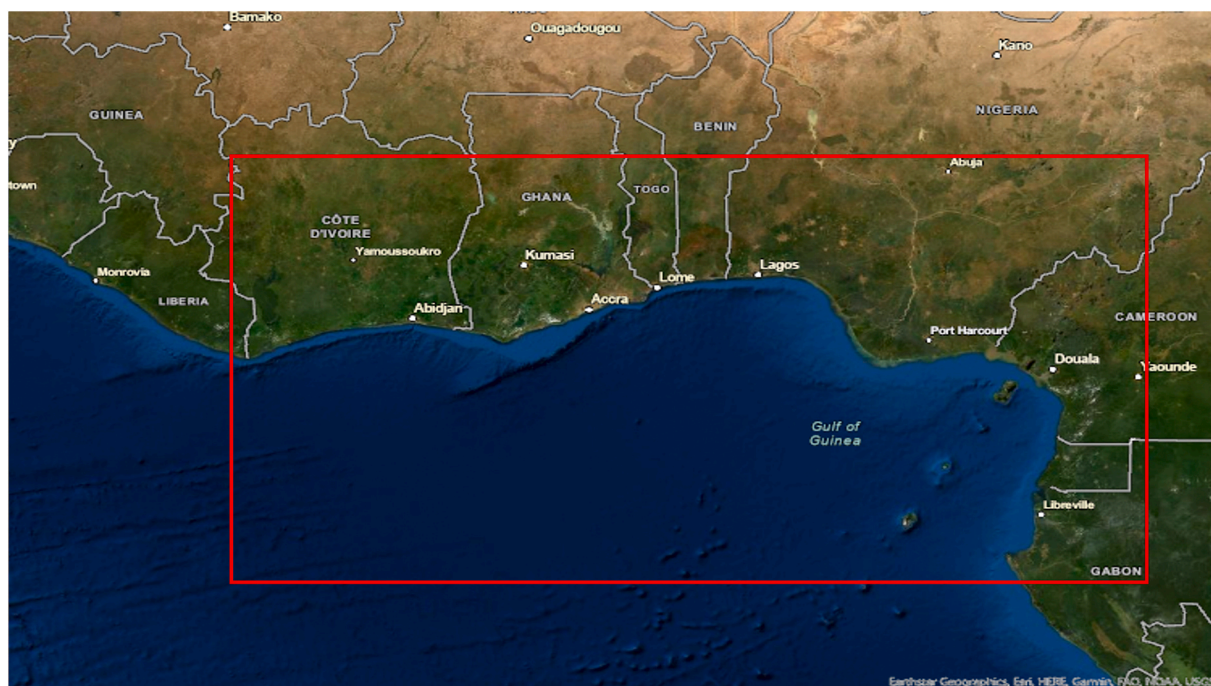 Bamako
Ouagadougou
Kano
GUINEA
NIGERIA
BENIN
Abuja
town
TOGO
GHANA
CÔTE
D'IVOIRE
Yamoussoukro
Kumasi
Lagos
Monrovia
Lome
LIBERIA
Abidjan
Accra
CAMEROON
Port Harcourt
Douala
Yaounde
Gulf of
Guinea
Libreville
GABON
Earthstar Geographics, Esri, HERE, Garmin, FAO, NOAA, USGS